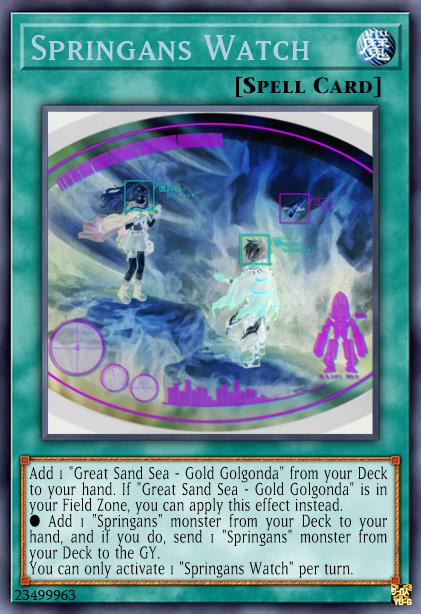 Springans Watch
魔
[Spell Card]
Add 1 "Great Sand Sea - Gold Golgonda" from your Deck
to your hand. If "Great Sand Sea - Gold Golgonda" is in
your Field Zone, you can apply this effect instead.
● Add 1 "Springans" monster from your Deck to your
hand, and if you do, send 1 "Springans" monster from
your Deck to the GY.
You can only activate 1 "Springans Watch" per turn.
23499963